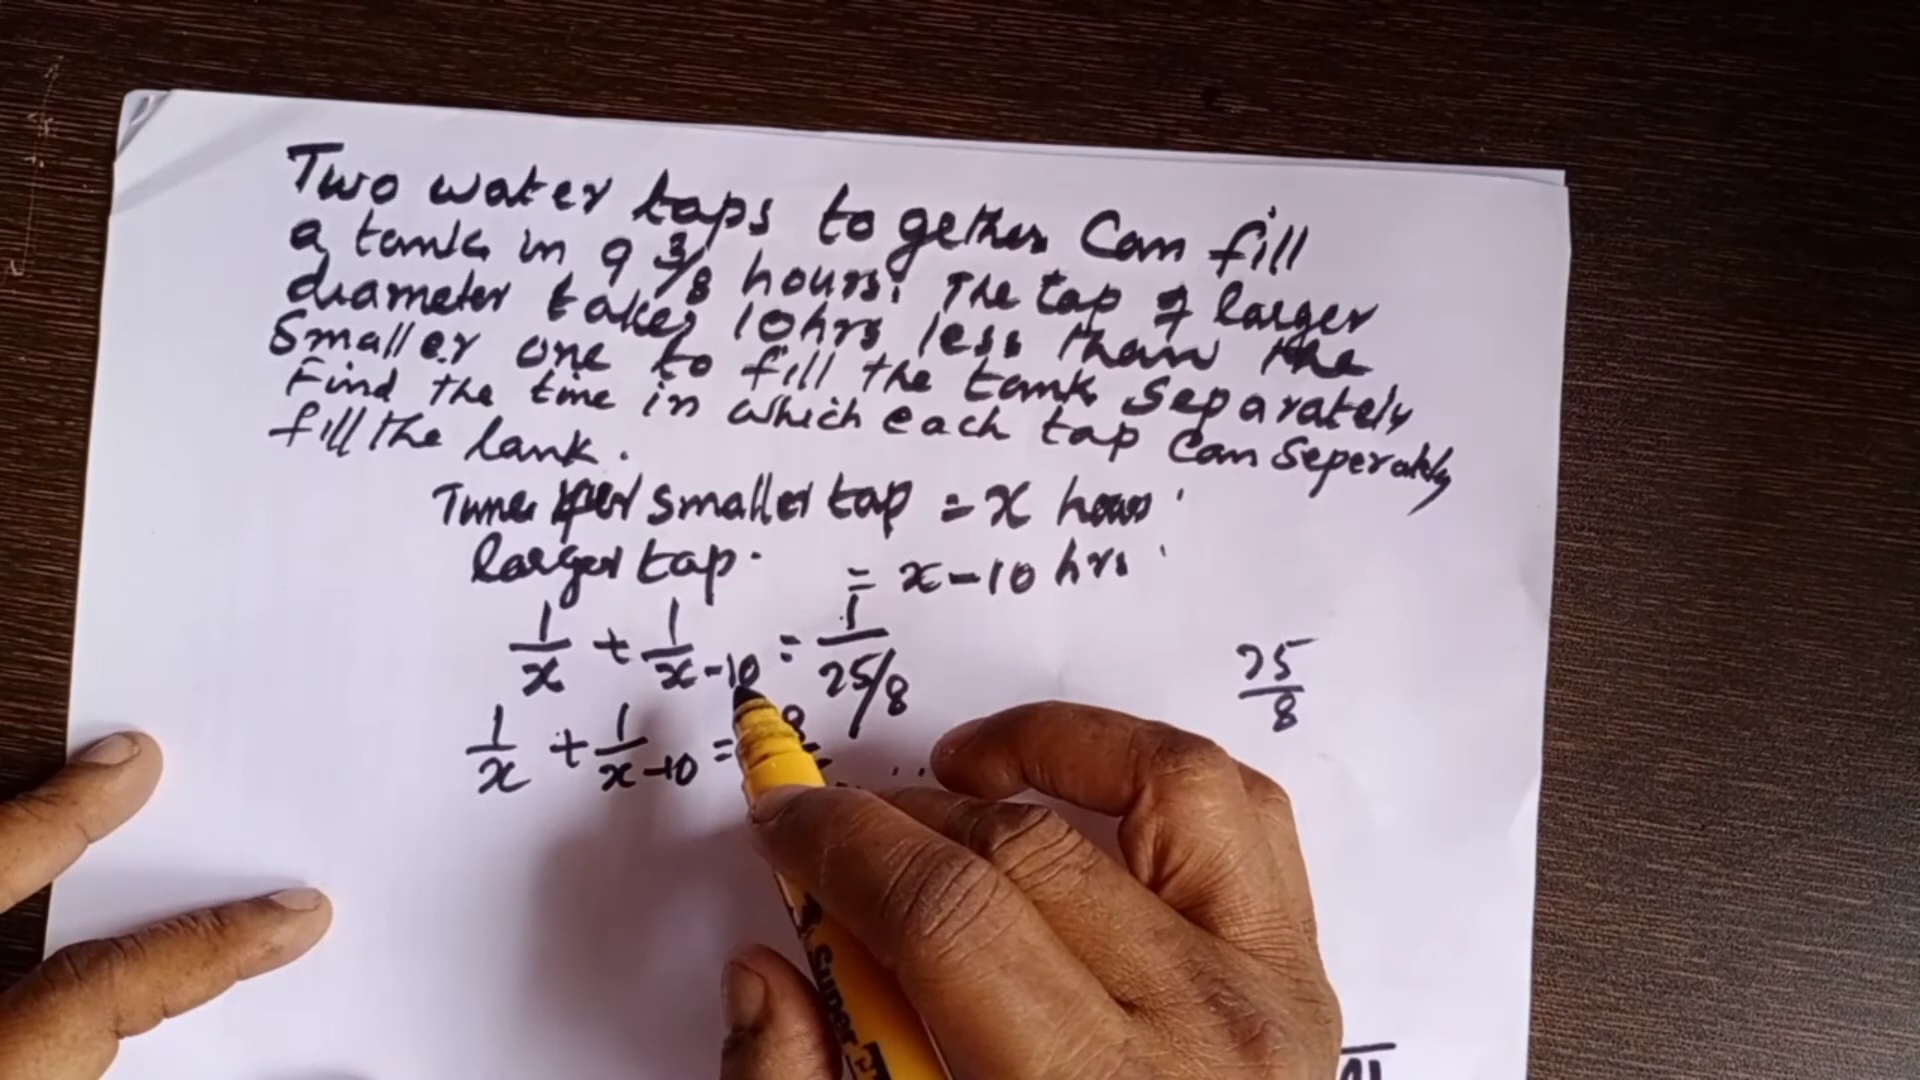 Two water taps together can fill
a tank in 9 3/8 hours. The tap of larger
diameter takes 10hrs less than the
smaller one to fill the tank separately
Find the time in which each tap can seperately
fill the tank.
Time smaller tap = x hours
larger tap. = x-10 hrs
1/x + 1/x-10 = 1/25/8
25/8
1/x + 1/x-10 = 8
Super